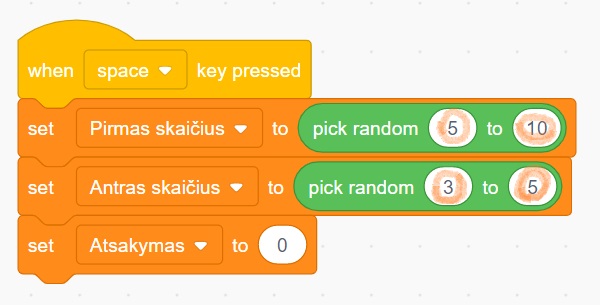 when space key pressed
set Pirmas skaičius to pick random 5 to 10
set Antras skaičius to pick random 3 to 5
set Atsakymas to 0